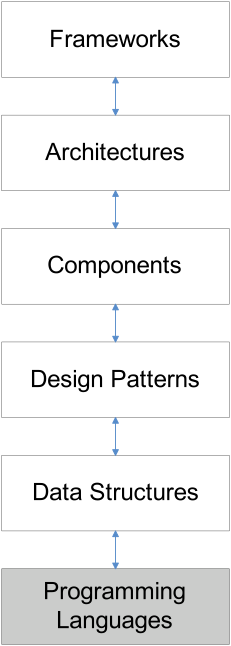 Frameworks
Architectures
Components
Design Patterns
Data Structures
Programming
Languages